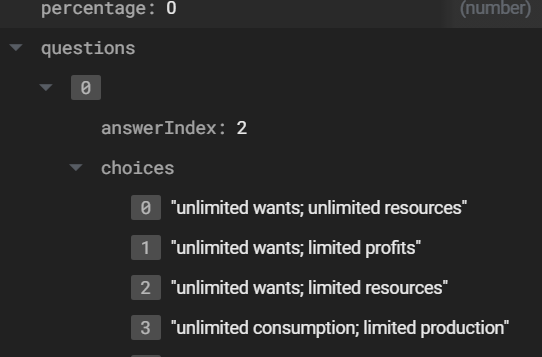 percentage: 0 (number)
questions
0
answerIndex: 2
choices
0 "unlimited wants; unlimited resources"
1 "unlimited wants; limited profits"
2 "unlimited wants; limited resources"
3 "unlimited consumption; limited production"